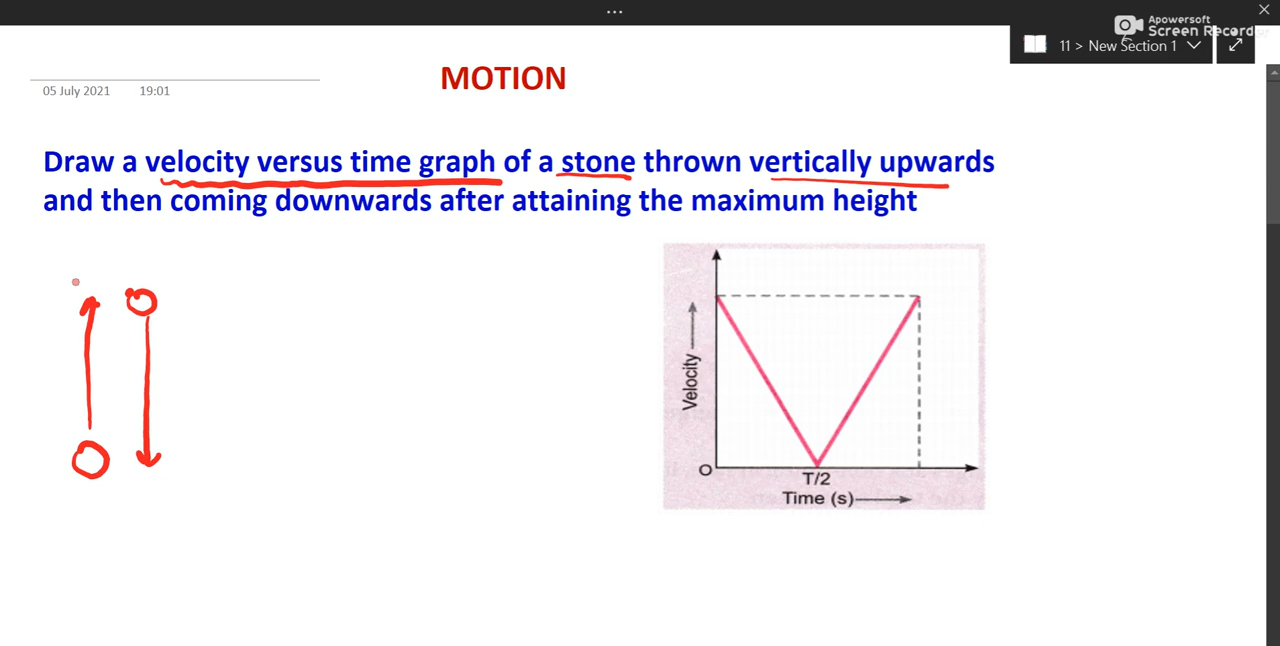 ...
Apowersoft
Screen Recorder
11 > New Section 1
MOTION
05 July 2021 19:01
Draw a velocity versus time graph of a stone thrown vertically upwards
and then coming downwards after attaining the maximum height
Velocity
O
T/2
Time (s)